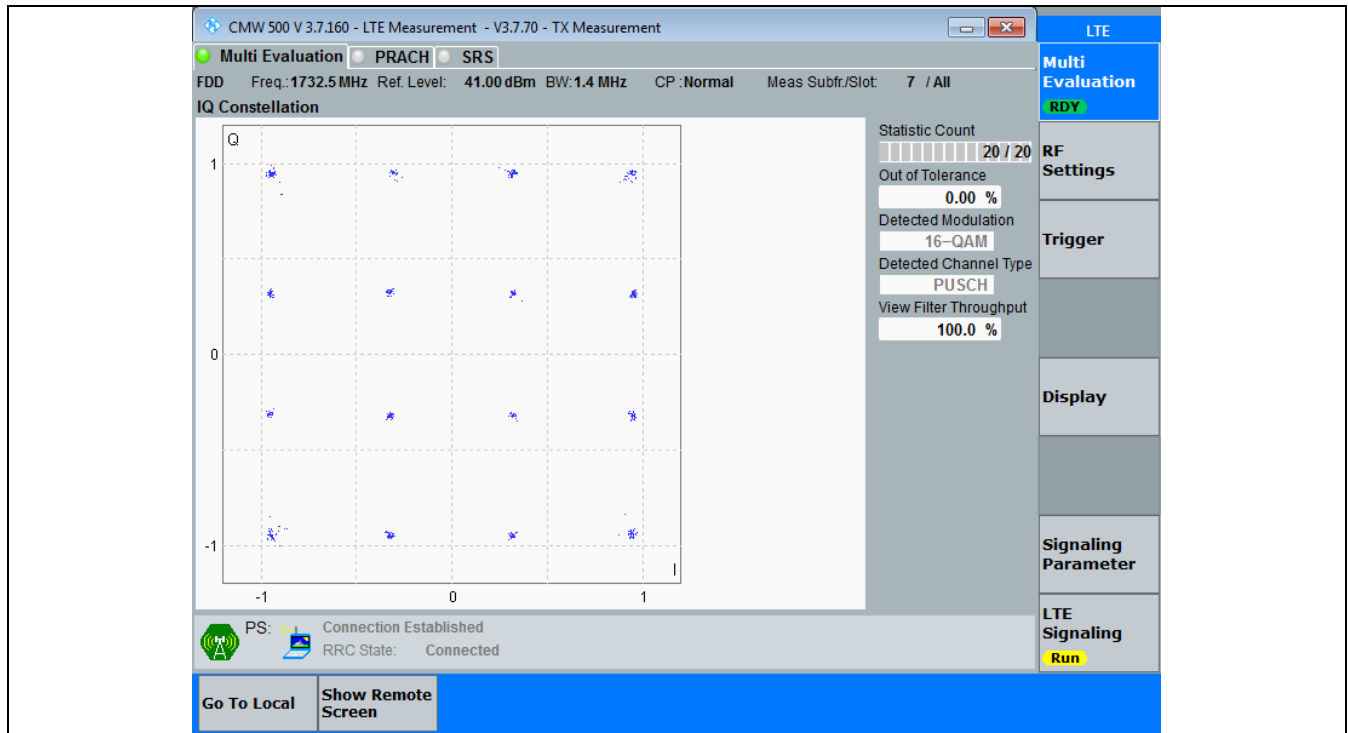 CMW 500 V 3.7.160 - LTE Measurement - V3.7.70 - TX Measurement
LTE
Multi Evaluation PRACH SRS
FDD Freq.:1732.5 MHz Ref. Level: 41.00 dBm BW:1.4 MHz CP :Normal Meas Subfr./Slot: 7 / All
IQ Constellation
Q
1
0
-1
-1 0 1
I
Statistic Count
20 / 20
Out of Tolerance
0.00 %
Detected Modulation
16-QAM
Detected Channel Type
PUSCH
View Filter Throughput
100.0 %
Multi
Evaluation
RDY
RF
Settings
Trigger
Display
Signaling
Parameter
LTE
Signaling
Run
PS: Connection Established
RRC State: Connected
Go To Local
Show Remote
Screen